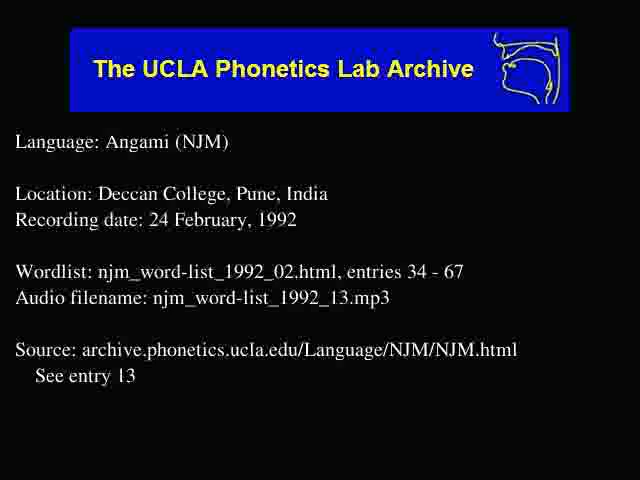 The UCLA Phonetics Lab Archive
Language: Angami (NJM)
Location: Deccan College, Pune, India
Recording date: 24 February, 1992
Wordlist: njm_word-list_1992_02.html, entries 34 - 67
Audio filename: njm_word-list_1992_13.mp3
Source: archive.phonetics.ucla.edu/Language/NJM/NJM.html
See entry 13